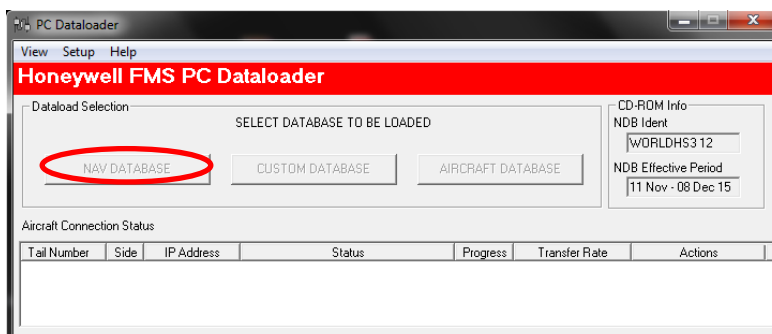 PC Dataloader
View Setup Help
Honeywell FMS PC Dataloader
Dataload Selection
SELECT DATABASE TO BE LOADED
NAV DATABASE CUSTOM DATABASE AIRCRAFT DATABASE
CD-ROM Info
NDB Ident
WORLDHS312
NDB Effective Period
11 Nov - 08 Dec 15
Aircraft Connection Status
Tail Number Side IP Address Status Progress Transfer Rate Actions